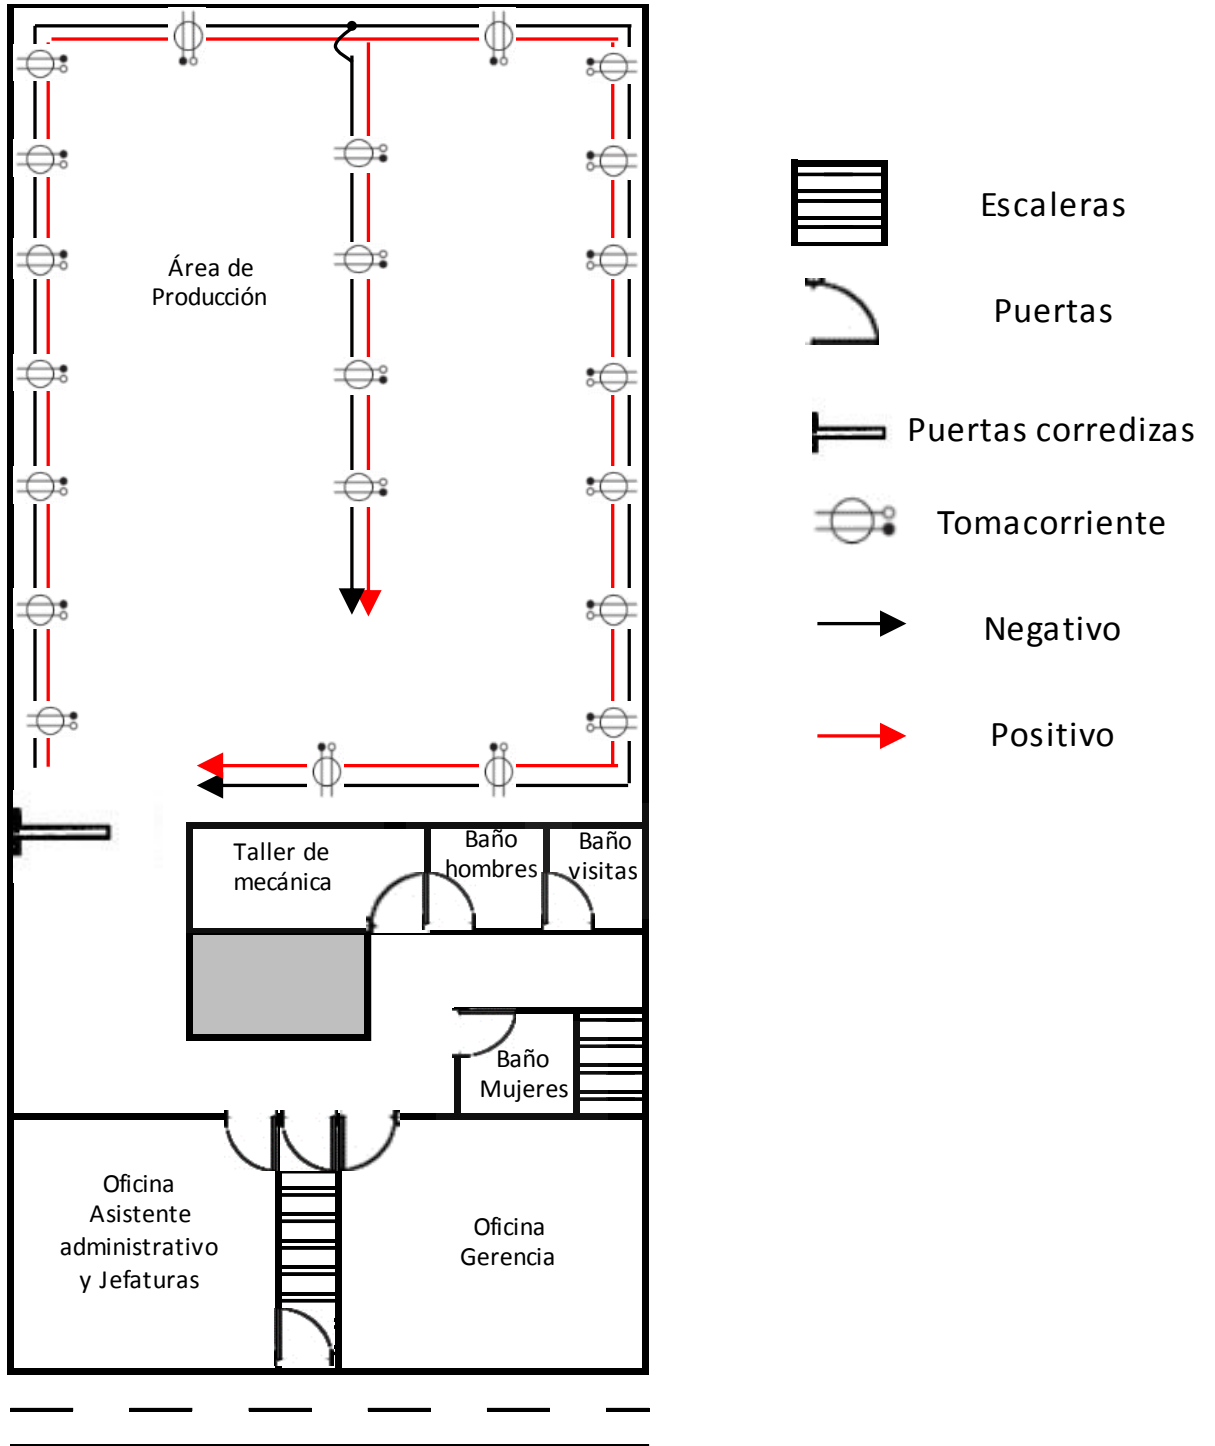 Área de
Producción
Taller de
mecánica
Baño
hombres
Baño
visitas
Baño
Mujeres
Oficina
Asistente
administrativo
y Jefaturas
Oficina
Gerencia
Escaleras
Puertas
Puertas corredizas
Tomacorriente
Negativo
Positivo